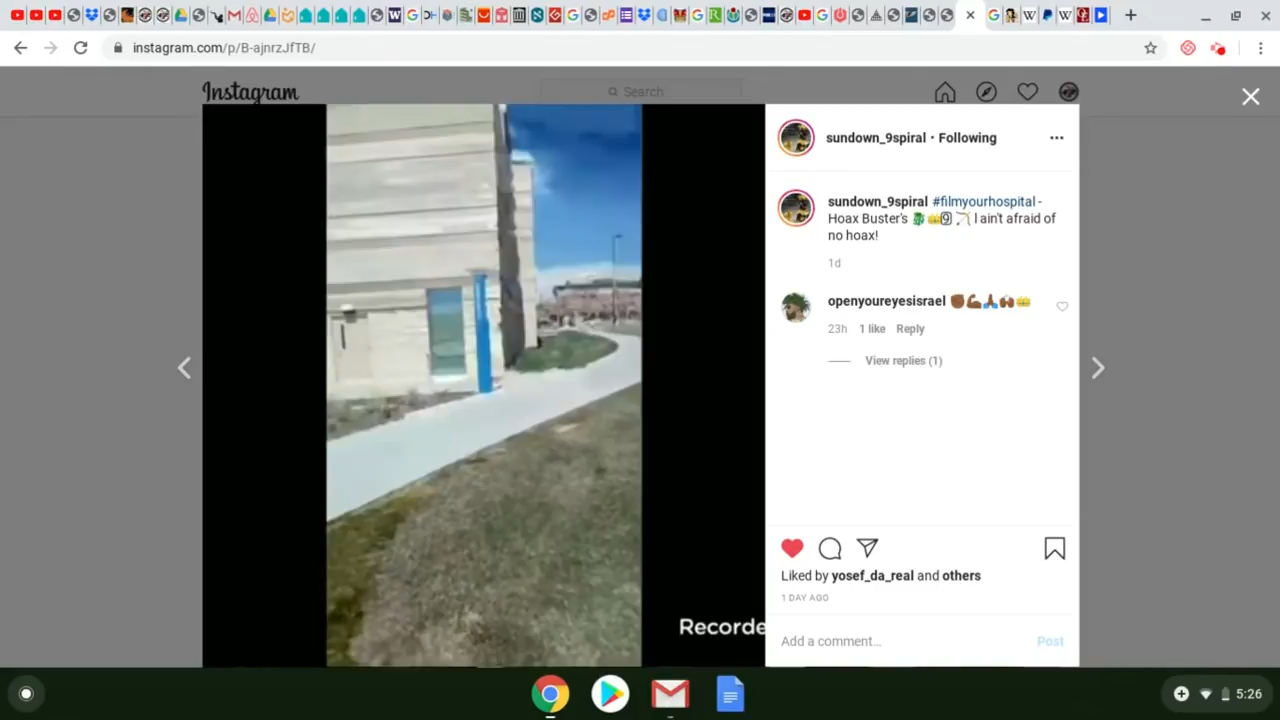 instagram.com/p/B-ajnrzJfTB/
Instagram
Search
sundown_9spiral • Following
sundown_9spiral #filmyourhospital -
Hoax Buster's 🐉👑9️⃣ 🏹 I ain't afraid of
no hoax!
1d
openyoureyesisrael ✊🏾💪🏾🙏🏾🙌🏾👑
23h 1 like Reply
View replies (1)
Liked by yosef_da_real and others
1 DAY AGO
Recorde
Add a comment... Post
5:26